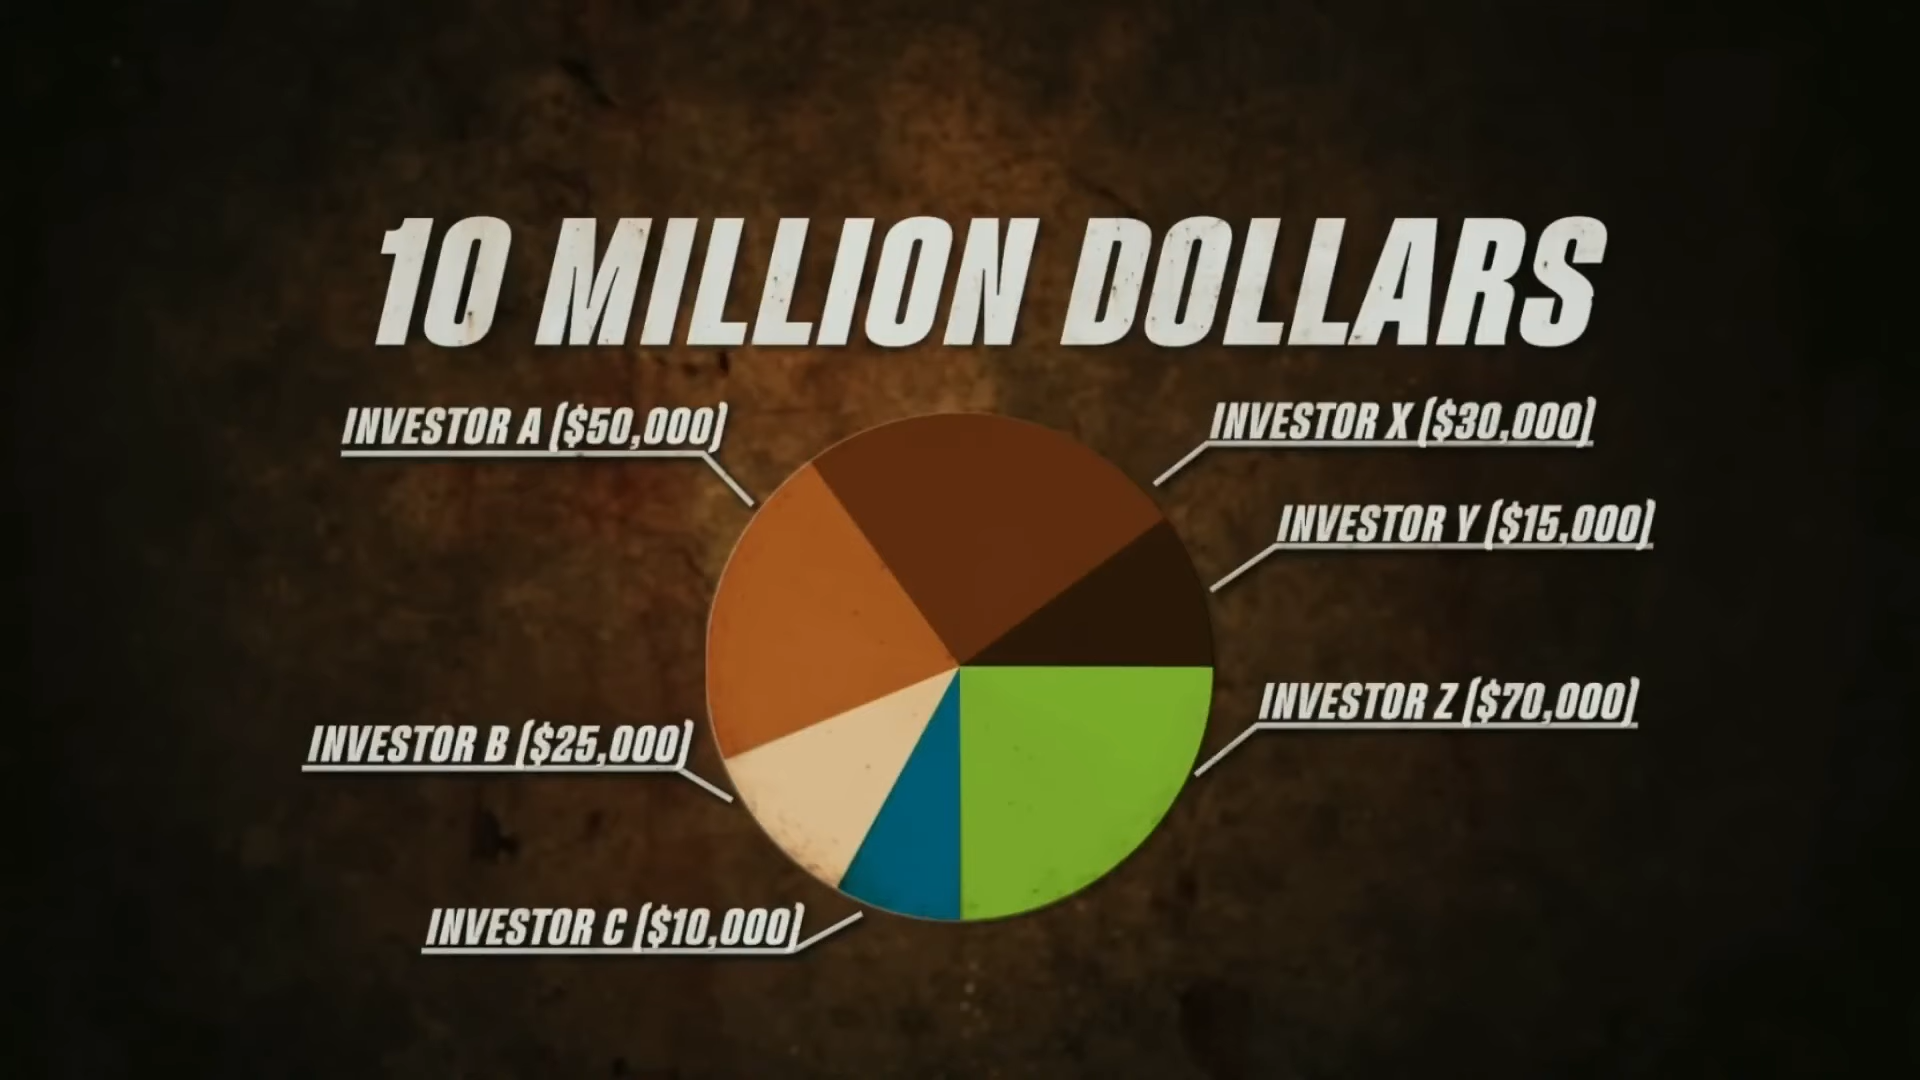 10 MILLION DOLLARS
INVESTOR A ($50,000)
INVESTOR X ($30,000)
INVESTOR Y ($15,000)
INVESTOR Z ($70,000)
INVESTOR B ($25,000)
INVESTOR C ($10,000)